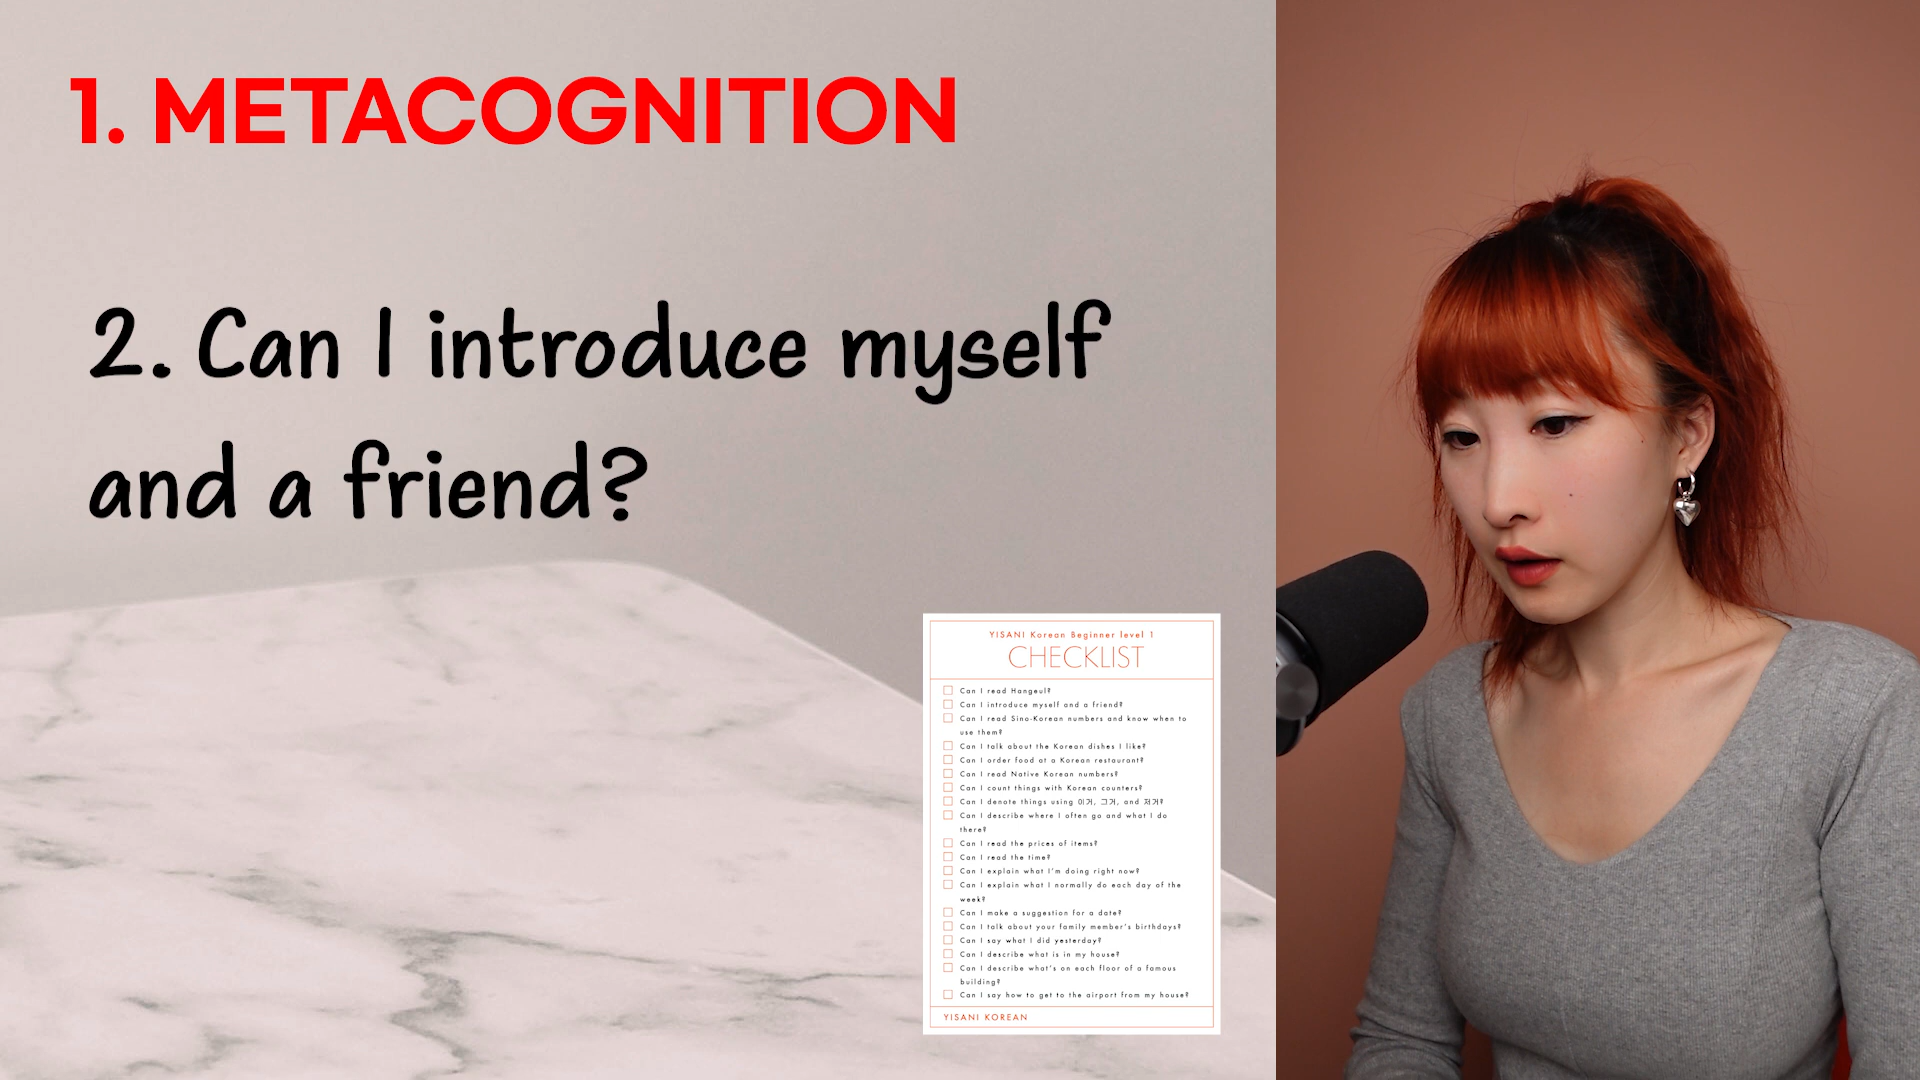 1. METACOGNITION
2. Can I introduce myself
and a friend?
YISANI Korean Beginner level 1
CHECKLIST
Can I read Hangeul?
Can I introduce myself and a friend?
Can I read Sino-Korean numbers and know when to
use them?
Can I talk about the Korean dishes I like?
Can I order food at a Korean restaurant?
Can I read Native Korean numbers?
Can I count things with Korean counters?
Can I denote things using 이거, 그거, and 저거?
Can I describe where I often go and what I do
there?
Can I read the prices of items?
Can I read the time?
Can I explain what I'm doing right now?
Can I explain what I normally do each day of the
week?
Can I make a suggestion for a date?
Can I talk about your family member's birthdays?
Can I say what I did yesterday?
Can I describe what is in my house?
Can I describe what's on each floor of a famous
building?
Can I say how to get to the airport from my house?
YISANI KOREAN